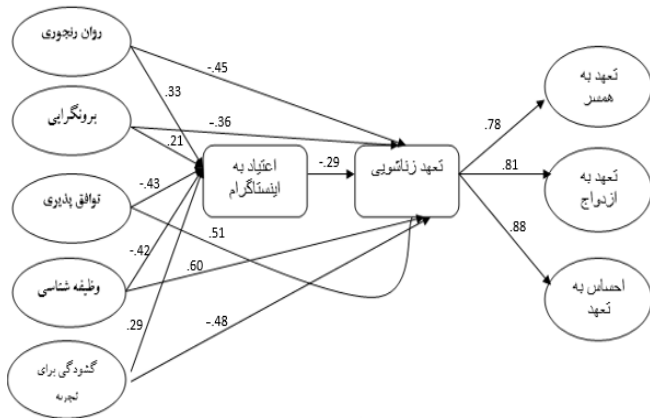 روان رنجوری
-.45
.33
برونگرایی
-.36
.21
توافق پذیری
-.43
اعتیاد به
اینستاگرام
-.29
تعهد زناشویی
.78
تعهد به
همسر
.81
تعهد به
ازدواج
.88
احساس به
تعهد
وظیفه شناسی
-.42
.51
.60
گشودگی برای
تجربه
.29
-.48